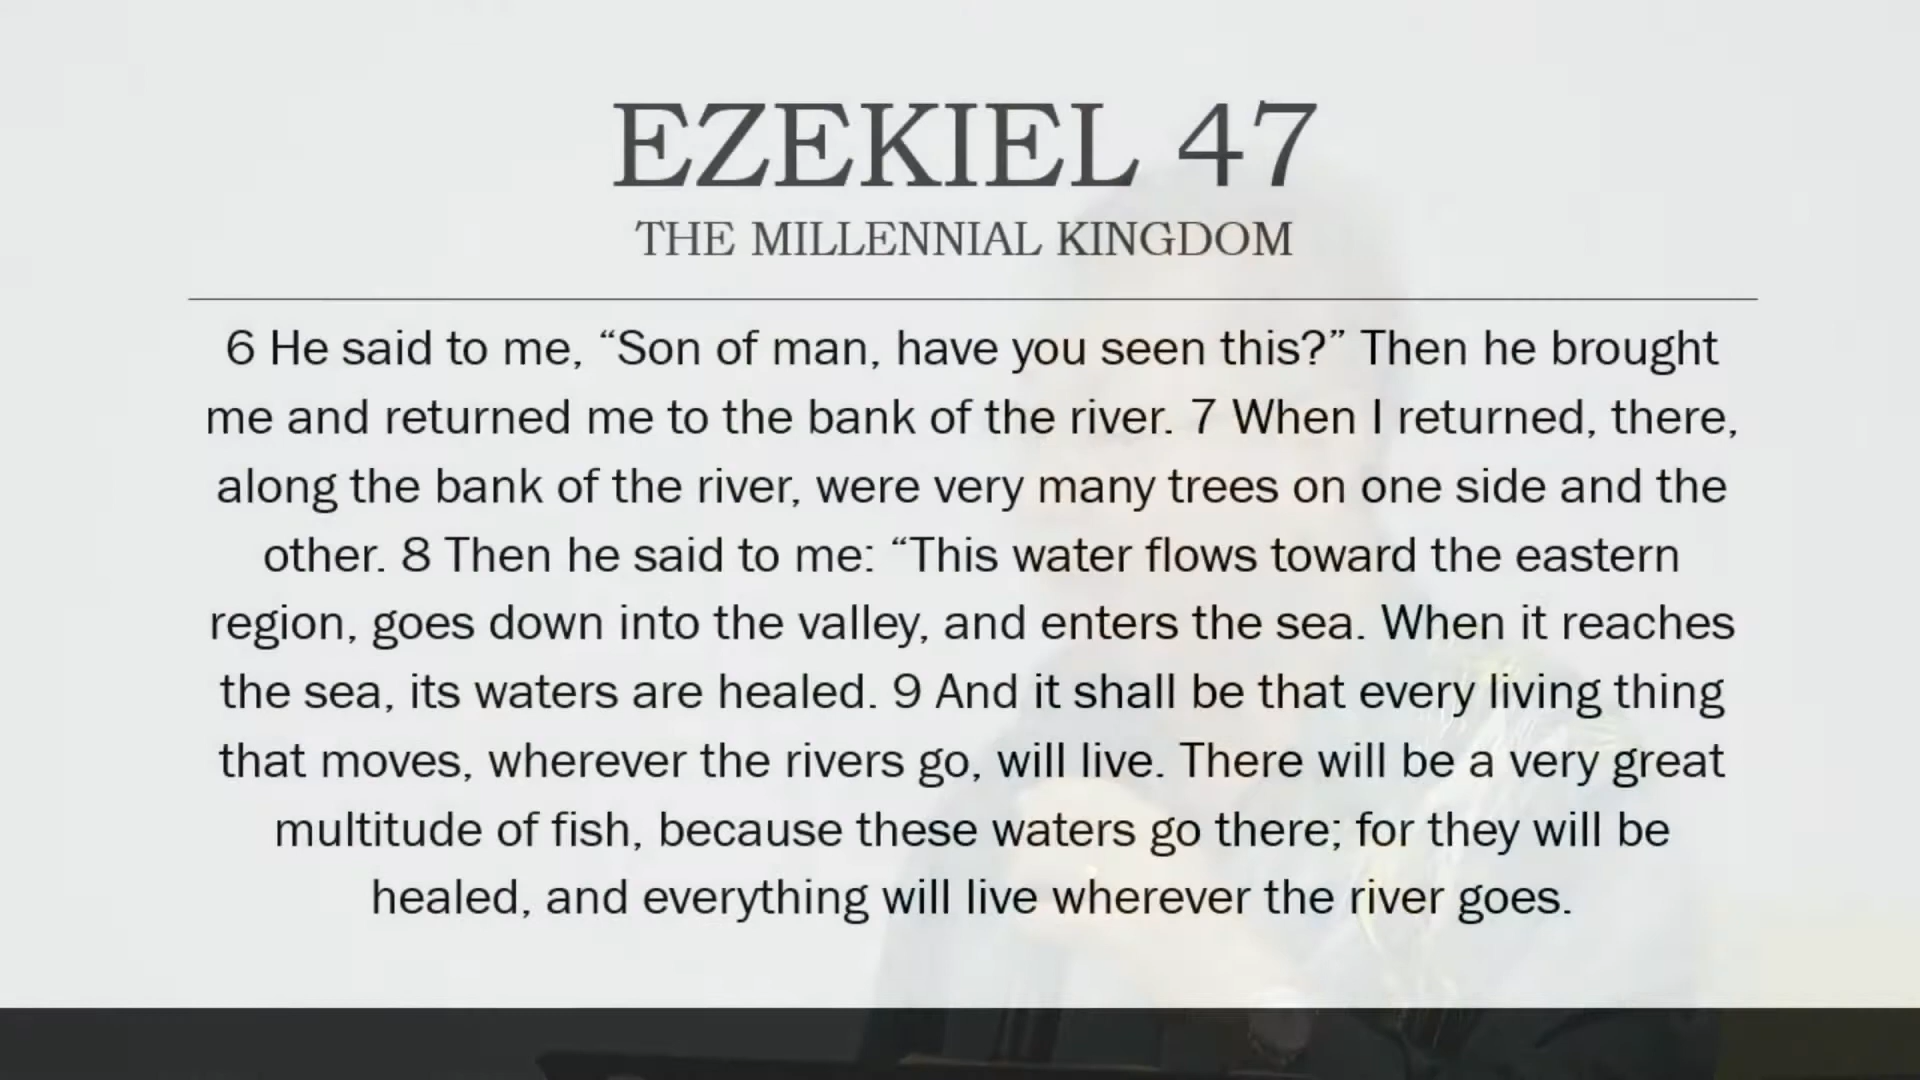 EZEKIEL 47
THE MILLENNIAL KINGDOM
6 He said to me, “Son of man, have you seen this?” Then he brought
me and returned me to the bank of the river. 7 When I returned, there,
along the bank of the river, were very many trees on one side and the
other. 8 Then he said to me: “This water flows toward the eastern
region, goes down into the valley, and enters the sea. When it reaches
the sea, its waters are healed. 9 And it shall be that every living thing
that moves, wherever the rivers go, will live. There will be a very great
multitude of fish, because these waters go there; for they will be
healed, and everything will live wherever the river goes.